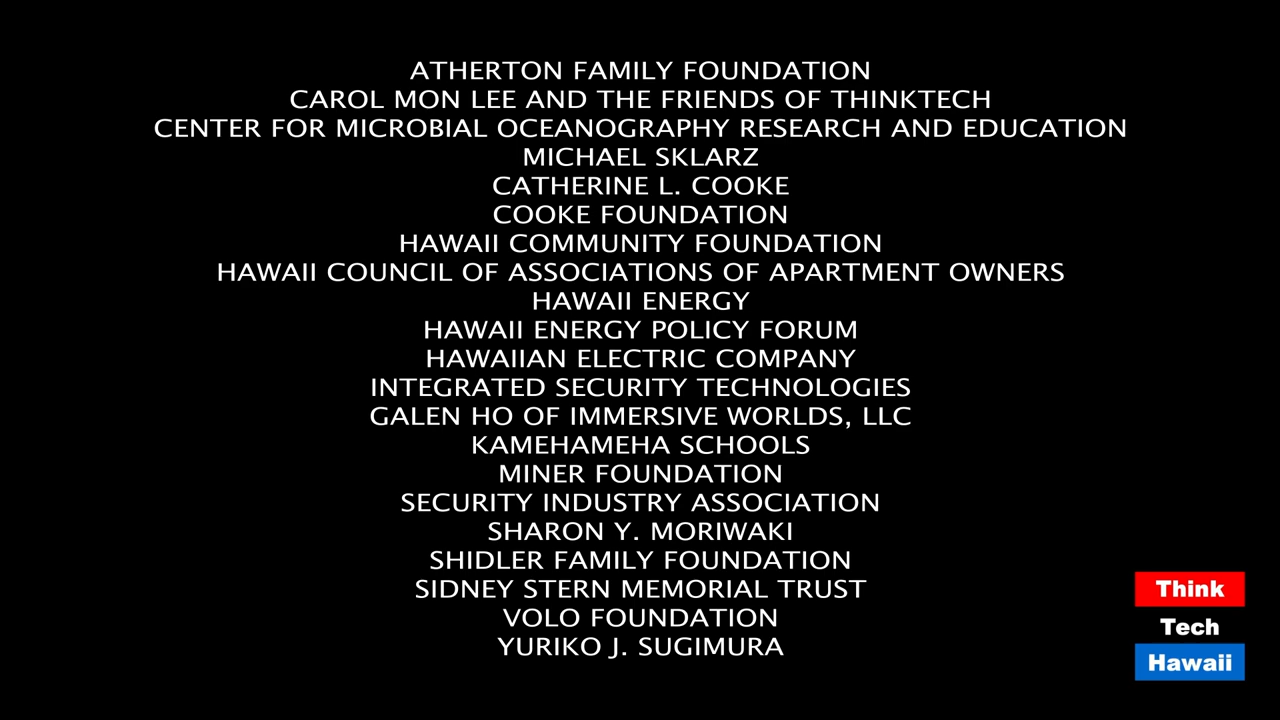 ATHERTON FAMILY FOUNDATION
CAROL MON LEE AND THE FRIENDS OF THINKTECH
CENTER FOR MICROBIAL OCEANOGRAPHY RESEARCH AND EDUCATION
MICHAEL SKLARZ
CATHERINE L. COOKE
COOKE FOUNDATION
HAWAII COMMUNITY FOUNDATION
HAWAII COUNCIL OF ASSOCIATIONS OF APARTMENT OWNERS
HAWAII ENERGY
HAWAII ENERGY POLICY FORUM
HAWAIIAN ELECTRIC COMPANY
INTEGRATED SECURITY TECHNOLOGIES
GALEN HO OF IMMERSIVE WORLDS, LLC
KAMEHAMEHA SCHOOLS
MINER FOUNDATION
SECURITY INDUSTRY ASSOCIATION
SHARON Y. MORIWAKI
SHIDLER FAMILY FOUNDATION
SIDNEY STERN MEMORIAL TRUST
VOLO FOUNDATION
YURIKO J. SUGIMURA
Think
Tech
Hawaii